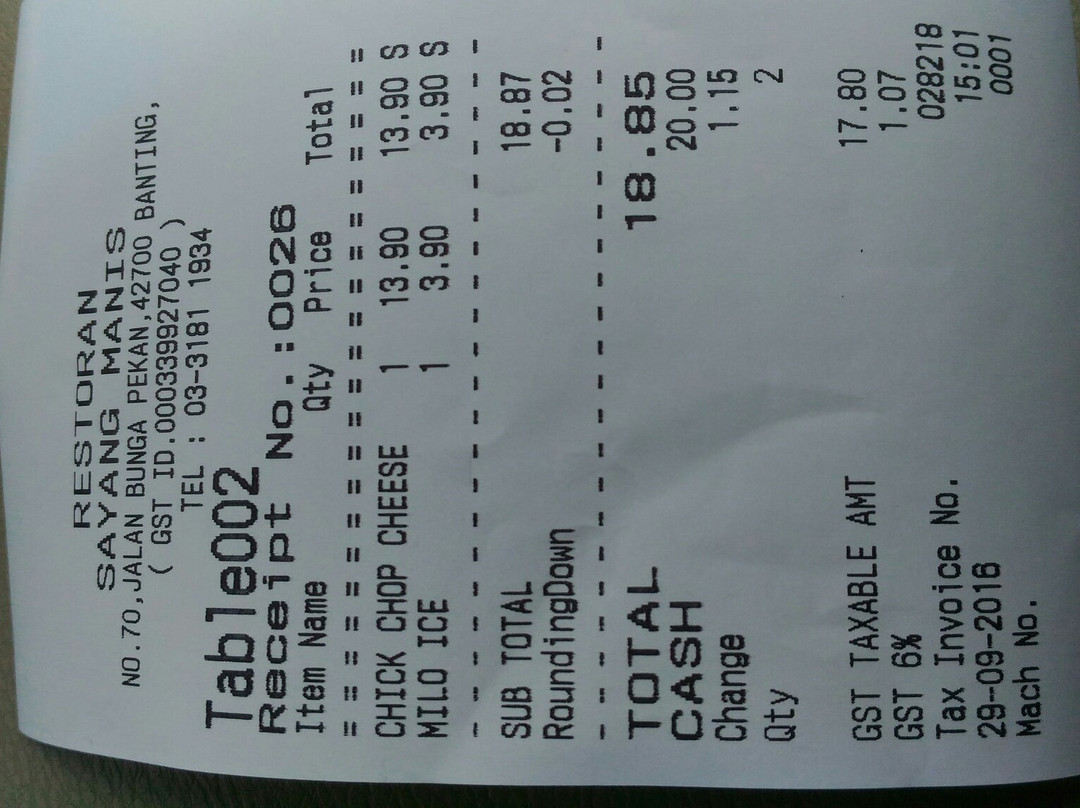 RESTORAN
SAYANG MANIS
NO.70,JALAN BUNGA PEKAN,42700 BANTING,
( GST ID.000339927040 )
TEL : 03-3181 1934
Table002
Receipt No.:0026
Item Name Qty Price Total
= = = = = = = = = = = = = = = = = = = =
CHICK CHOP CHEESE 1 13.90 13.90 S
MILO ICE 1 3.90 3.90 S
- - - - - - - - - - - - - - - - - - - -
SUB TOTAL 18.87
RoundingDown -0.02
- - - - - - - - - - - - - - - - - - - -
TOTAL 18.85
CASH 20.00
Change 1.15
Qty 2
GST TAXABLE AMT 17.80
GST 6% 1.07
Tax Invoice No. 028218
29-09-2016 15:01
Mach No. 0001